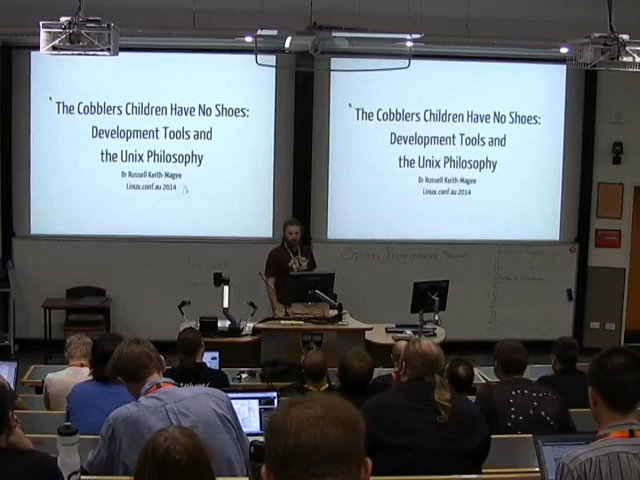 The Cobblers Children Have No Shoes:
Development Tools and
the Unix Philosophy
Dr Russell Keith-Magee
Linux.conf.au 2014
The Cobblers Children Have No Shoes:
Development Tools and
the Unix Philosophy
Dr Russell Keith-Magee
Linux.conf.au 2014
Programming